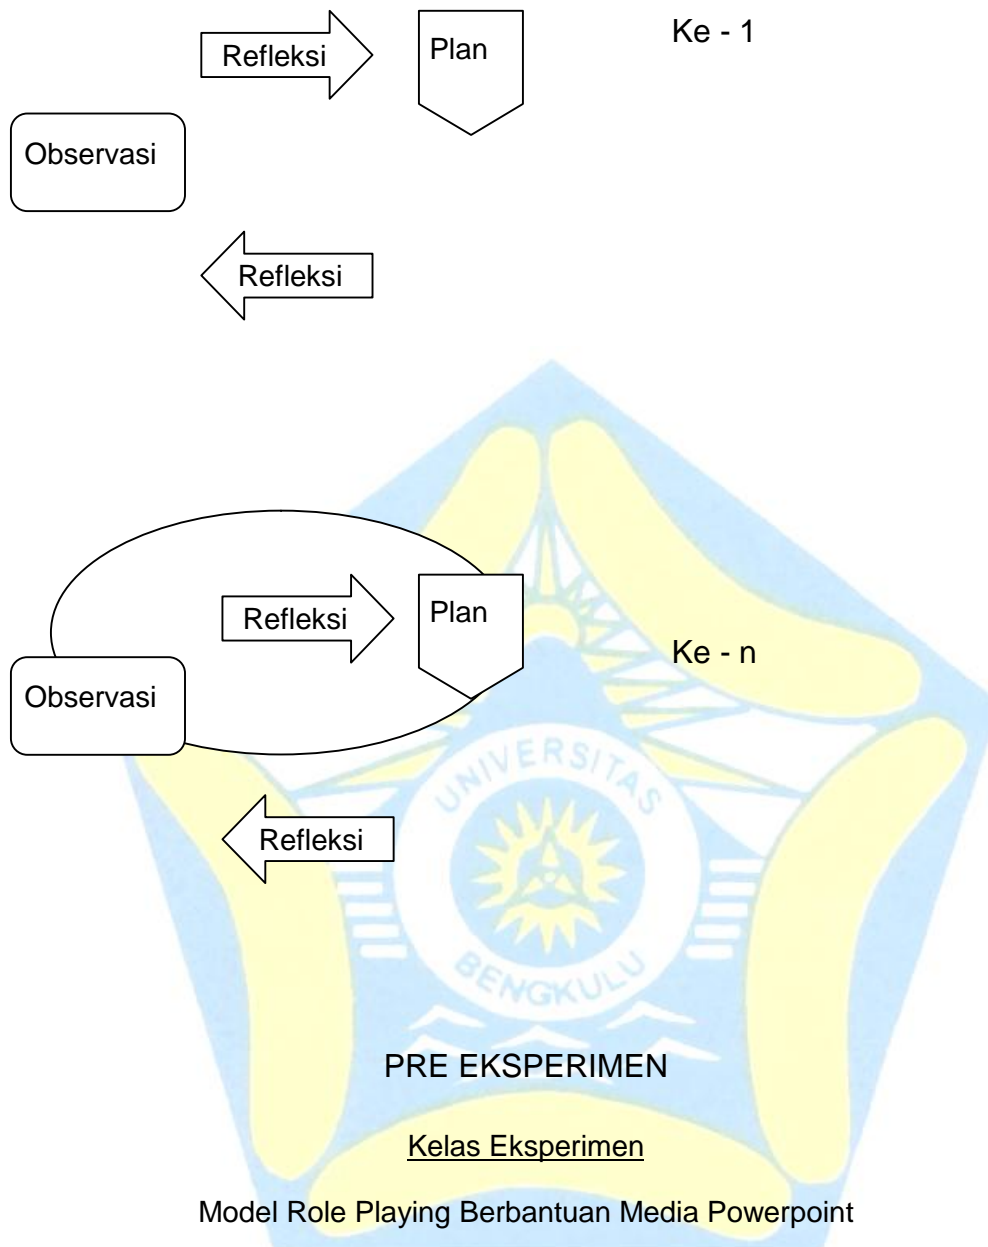 Ke - 1
Refleksi
Plan
Observasi
Refleksi
Refleksi
Plan
Ke - n
Observasi
UNIVERSITAS
Refleksi
BENGKULU
PRE EKSPERIMEN
Kelas Eksperimen
Model Role Playing Berbantuan Media Powerpoint